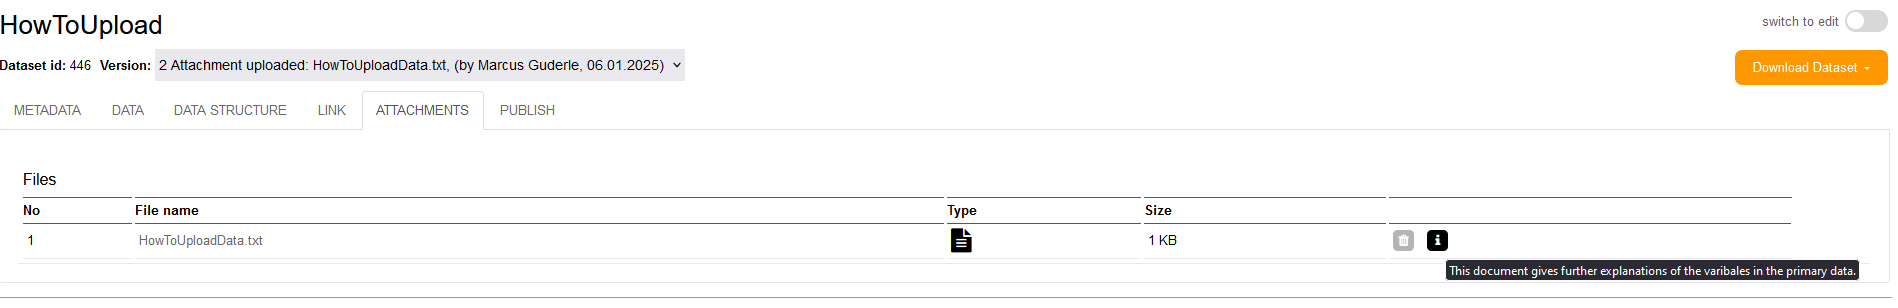 HowToUpload
switch to edit
Dataset id: 446 Version: 2 Attachment uploaded: HowToUploadData.txt, (by Marcus Guderle, 06.01.2025)
Download Dataset
METADATA DATA DATA STRUCTURE LINK ATTACHMENTS PUBLISH
Files
No File name Type Size
1 HowToUploadData.txt 1 KB
This document gives further explanations of the varibales in the primary data.